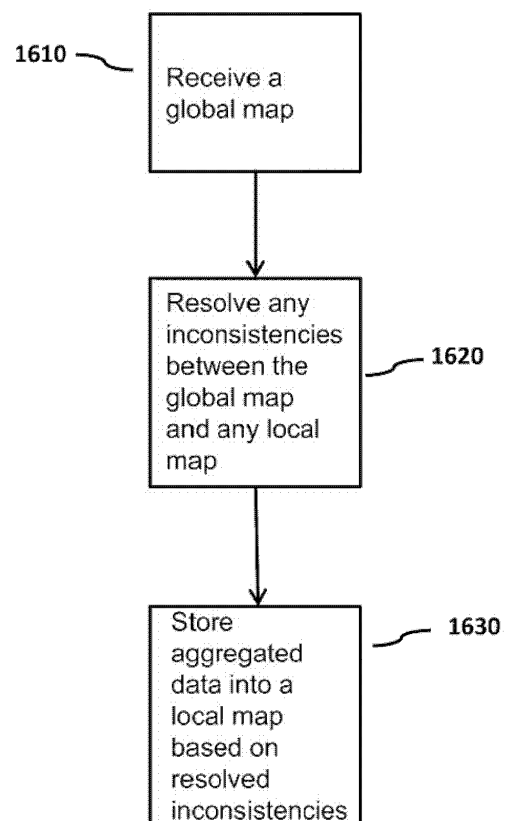 1610
Receive a
global map
Resolve any
inconsistencies
between the
global map
and any local
map
1620
Store
aggregated
data into a
local map
based on
resolved
inconsistencies
1630